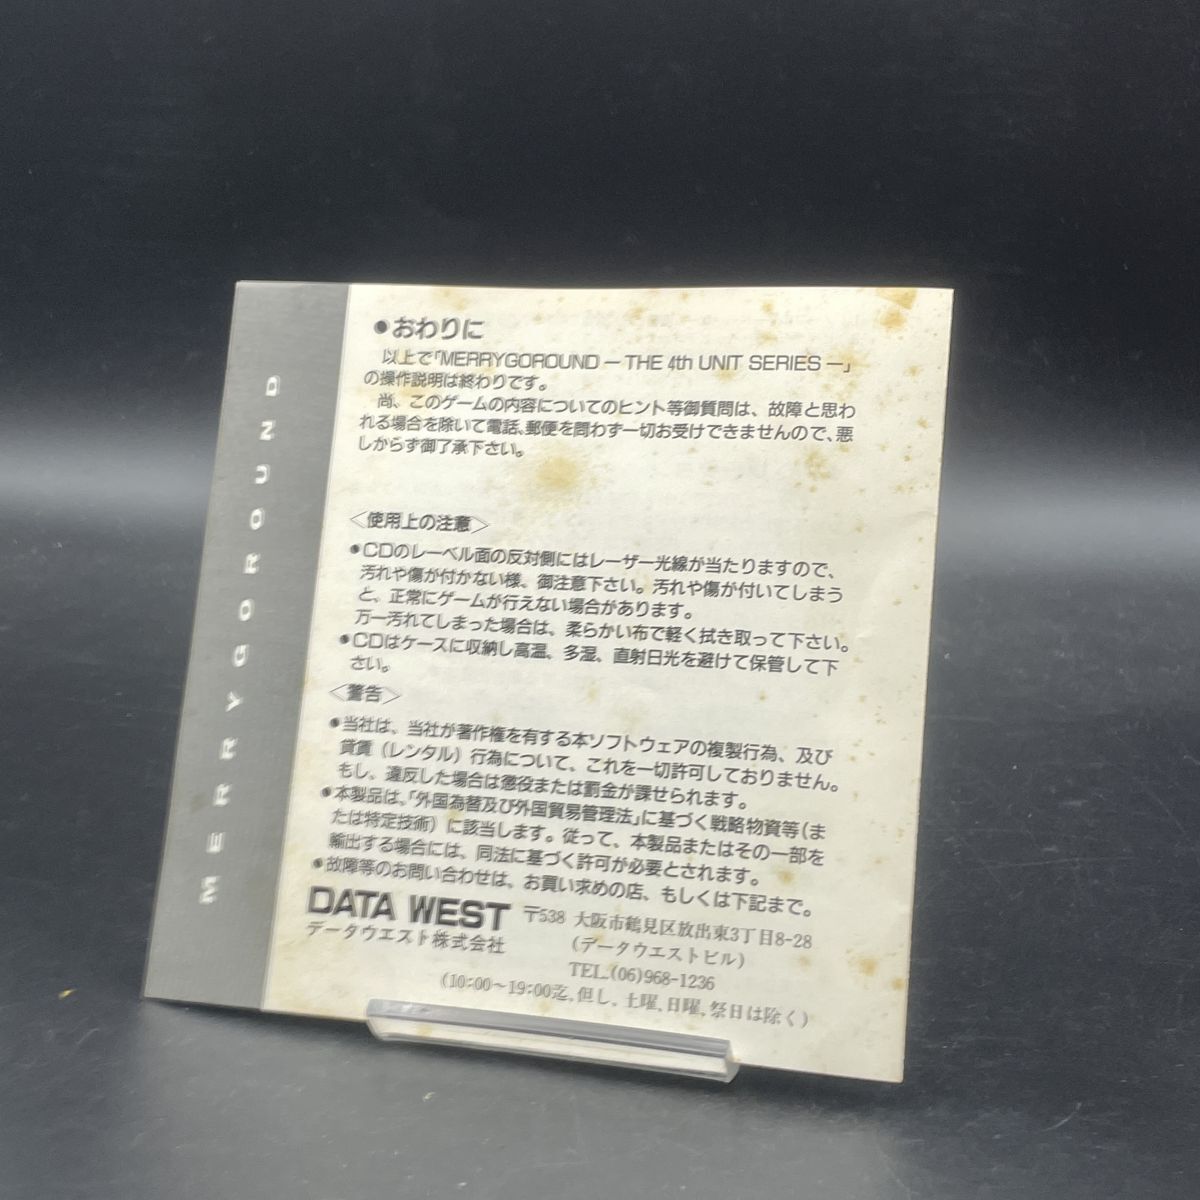 MERRYGOROUND
●おわりに
以上で「MERRYGOROUND ー THE 4th UNIT SERIES ー」
の操作説明は終わりです。
尚、このゲームの内容についてのヒント等御質問は、故障と思わ
れる場合を除いて電話、郵便を問わず一切お受けできませんので、悪
しからず御了承下さい。
〈使用上の注意〉
●CDのレーベル面の反対側にはレーザー光線が当たりますので、
汚れや傷が付かない様、御注意下さい。汚れや傷が付いてしまう
と、正常にゲームが行えない場合があります。
万一汚れてしまった場合は、柔らかい布で軽く拭き取って下さい。
●CDはケースに収納し高温、多湿、直射日光を避けて保管して下
さい。
〈警告〉
●当社は、当社が著作権を有する本ソフトウェアの複製行為、及び
貸賃（レンタル）行為について、これを一切許可しておりません。
もし、違反した場合は懲役または罰金が課せられます。
●本製品は、「外国為替及び外国貿易管理法」に基づく戦略物資等（ま
たは特定技術）に該当します。従って、本製品またはその一部を
輸出する場合には、同法に基づく許可が必要とされます。
●故障等のお問い合わせは、お買い求めの店、もしくは下記まで。
DATA WEST 〒538 大阪市鶴見区放出東3丁目8-28
データウエスト株式会社 (データウエストビル)
TEL.(06)968-1236
(10:00〜19:00迄、但し、土曜、日曜、祭日は除く)